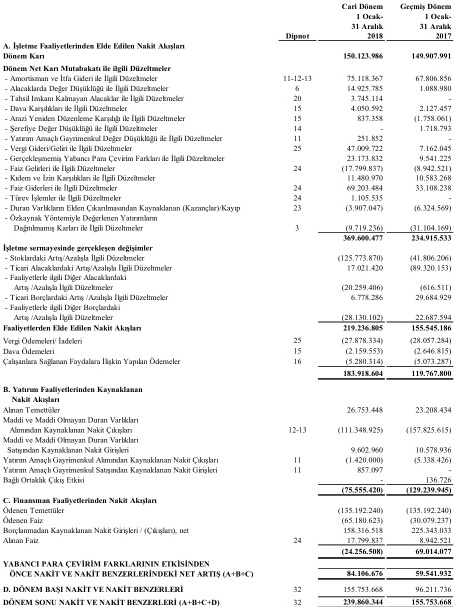 Cari Dönem Geçmiş Dönem
1 Ocak- 1 Ocak-
31 Aralık 31 Aralık
Dipnot 2018 2017
A. İşletme Faaliyetlerinden Elde Edilen Nakit Akışları
Dönem Karı 150.123.986 149.907.991
Dönem Net Karı Mutabakatı ile ilgili Düzeltmeler
- Amortisman ve İtfa Gideri ile İlgili Düzeltmeler 11-12-13 75.118.367 67.806.856
- Alacaklarda Değer Düşüklüğü ile İlgili Düzeltmeler 6 14.925.785 1.088.980
- Tahsil İmkanı Kalmayan Alacaklar ile İlgili Düzeltmeler 20 3.745.114 -
- Dava Karşılıkları ile İlgili Düzeltmeler 15 4.050.592 2.127.457
- Arazi Yeniden Düzenleme Karşılığı ile İlgili Düzeltmeler 15 837.358 (1.758.061)
- Şerefiye Değer Düşüklüğü ile İlgili Düzeltmeler 14 - 1.718.793
- Yatırım Amaçlı Gayrimenkul Değer Düşüklüğü ile İlgili Düzeltmeler 11 251.852 -
- Vergi Gideri/Geliri ile İlgili Düzeltmeler 25 47.009.722 7.162.045
- Gerçekleşmemiş Yabancı Para Çevirim Farkları ile İlgili Düzeltmeler 23.173.832 9.541.225
- Faiz Gelirleri ile İlgili Düzeltmeler 24 (17.799.837) (8.942.521)
- Kıdem ve İzin Karşılıkları ile İlgili Düzeltmeler 11.480.970 10.583.268
- Faiz Giderleri ile İlgili Düzeltmeler 24 69.203.484 33.108.238
- Türev İşlemler ile İlgili Düzeltmeler 24 1.105.535 -
- Duran Varlıkların Elden Çıkarılmasından Kaynaklanan (Kazançlar)/Kayıp 23 (3.907.047) (6.324.569)
- Özkaynak Yöntemiyle Değerlenen Yatırımların
Dağıtılmamış Karları ile İlgili Düzeltmeler 3 (9.719.236) (31.104.169)
369.600.477 234.915.533
İşletme sermayesinde gerçekleşen değişimler
- Stoklardaki Artış/Azalışla İlgili Düzeltmeler (125.773.870) (41.806.206)
- Ticari Alacaklardaki Artış/Azalışla İlgili Düzeltmeler 17.021.420 (89.320.153)
- Faaliyetlerle ilgili Diğer Alacaklardaki
Artış /Azalışla İlgili Düzeltmeler (20.259.406) (616.511)
- Ticari Borçlardaki Artış /Azalışla İlgili Düzeltmeler 6.778.286 29.684.929
- Faaliyetlerle ilgili Diğer Borçlardaki
Artış /Azalışla İlgili Düzeltmeler (28.130.102) 22.687.594
Faaliyetlerden Elde Edilen Nakit Akışları 219.236.805 155.545.186
Vergi Ödemeleri/ İadeleri 25 (27.878.334) (28.057.284)
Dava Ödemeleri 15 (2.159.553) (2.646.815)
Çalışanlara Sağlanan Faydalara İlişkin Yapılan Ödemeler 16 (5.280.314) (5.073.287)
183.918.604 119.767.800
B. Yatırım Faaliyetlerinden Kaynaklanan
Nakit Akışları
Alınan Temettüler 26.753.448 23.208.434
Maddi ve Maddi Olmayan Duran Varlıkları
Alımından Kaynaklanan Nakit Çıkışları 12-13 (111.348.925) (157.825.615)
Maddi ve Maddi Olmayan Duran Varlıkları
Satışından Kaynaklanan Nakit Girişleri 9.602.960 10.578.936
Yatırım Amaçlı Gayrimenkul Alımından Kaynaklanan Nakit Çıkışları 11 (1.420.000) (5.338.426)
Yatırım Amaçlı Gayrimenkul Satışından Kaynaklanan Nakit Girişleri 11 857.097 -
Bağlı Ortaklık Çıkış Etkisi - 136.726
(75.555.420) (129.239.945)
C. Finansman Faaliyetlerinden Nakit Akışları
Ödenen Temettüler (135.192.240) (135.192.240)
Ödenen Faiz (65.180.623) (30.079.237)
Borçlanmadan Kaynaklanan Nakit Girişleri / (Çıkışları), net 158.316.518 225.343.033
Alınan Faiz 24 17.799.837 8.942.521
(24.256.508) 69.014.077
YABANCI PARA ÇEVİRİM FARKLARININ ETKİSİNDEN
ÖNCE NAKİT VE NAKİT BENZERLERİNDEKİ NET ARTIŞ (A+B+C) 84.106.676 59.541.932
D. DÖNEM BAŞI NAKİT VE NAKİT BENZERLERİ 32 155.753.668 96.211.736
DÖNEM SONU NAKİT VE NAKİT BENZERLERİ (A+B+C+D) 32 239.860.344 155.753.668